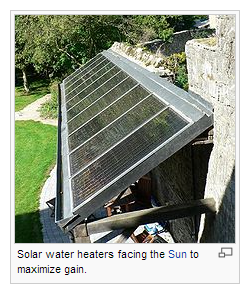 Solar water heaters facing the Sun to
maximize gain.